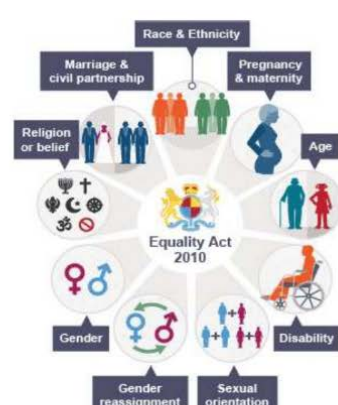 Race & Ethnicity
Marriage &
civil partnership
Pregnancy
& maternity
Religion
or belief
Age
Equality Act
2010
Gender
Disability
Gender
reassignment
Sexual
orientation